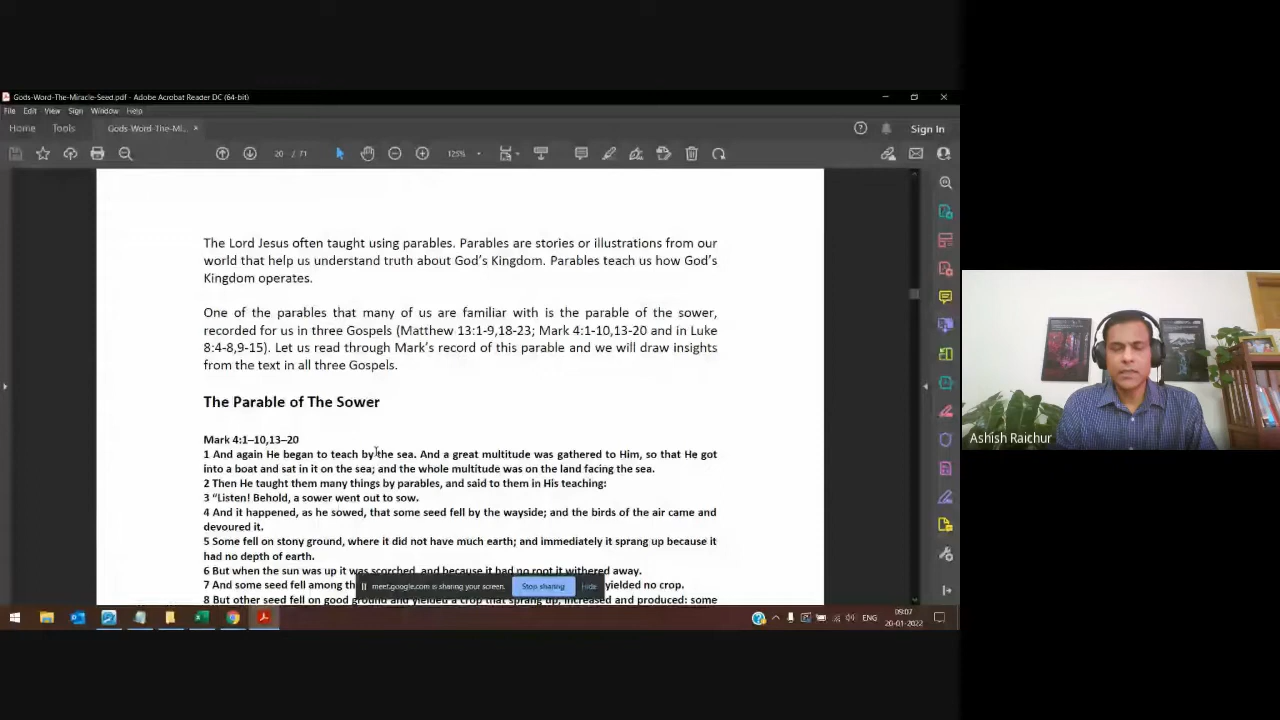 Gods-Word-The-Miracle-Seed.pdf - Adobe Acrobat Reader DC (64-bit)
File Edit View Sign Window Help
Home Tools Gods-Word-The-Mi... × Sign In
20 / 71 125%
The Lord Jesus often taught using parables. Parables are stories or illustrations from our
world that help us understand truth about God's Kingdom. Parables teach us how God's
Kingdom operates.
One of the parables that many of us are familiar with is the parable of the sower,
recorded for us in three Gospels (Matthew 13:1-9,18-23; Mark 4:1-10,13-20 and in Luke
8:4-8,9-15). Let us read through Mark's record of this parable and we will draw insights
from the text in all three Gospels.
The Parable of The Sower
Mark 4:1–10,13–20
1 And again He began to teach by the sea. And a great multitude was gathered to Him, so that He got
into a boat and sat in it on the sea; and the whole multitude was on the land facing the sea.
2 Then He taught them many things by parables, and said to them in His teaching:
3 "Listen! Behold, a sower went out to sow.
4 And it happened, as he sowed, that some seed fell by the wayside; and the birds of the air came and
devoured it.
5 Some fell on stony ground, where it did not have much earth; and immediately it sprang up because it
had no depth of earth.
6 But when the sun was up it was scorched, and because it had no root it withered away.
7 And some seed fell among th yielded no crop.
8 But other seed fell on good ground and yielded a crop that sprang up, increased and produced: some
meet.google.com is sharing your screen. Stop sharing Hide
ENG 09:07
20-01-2022
Ashish Raichur